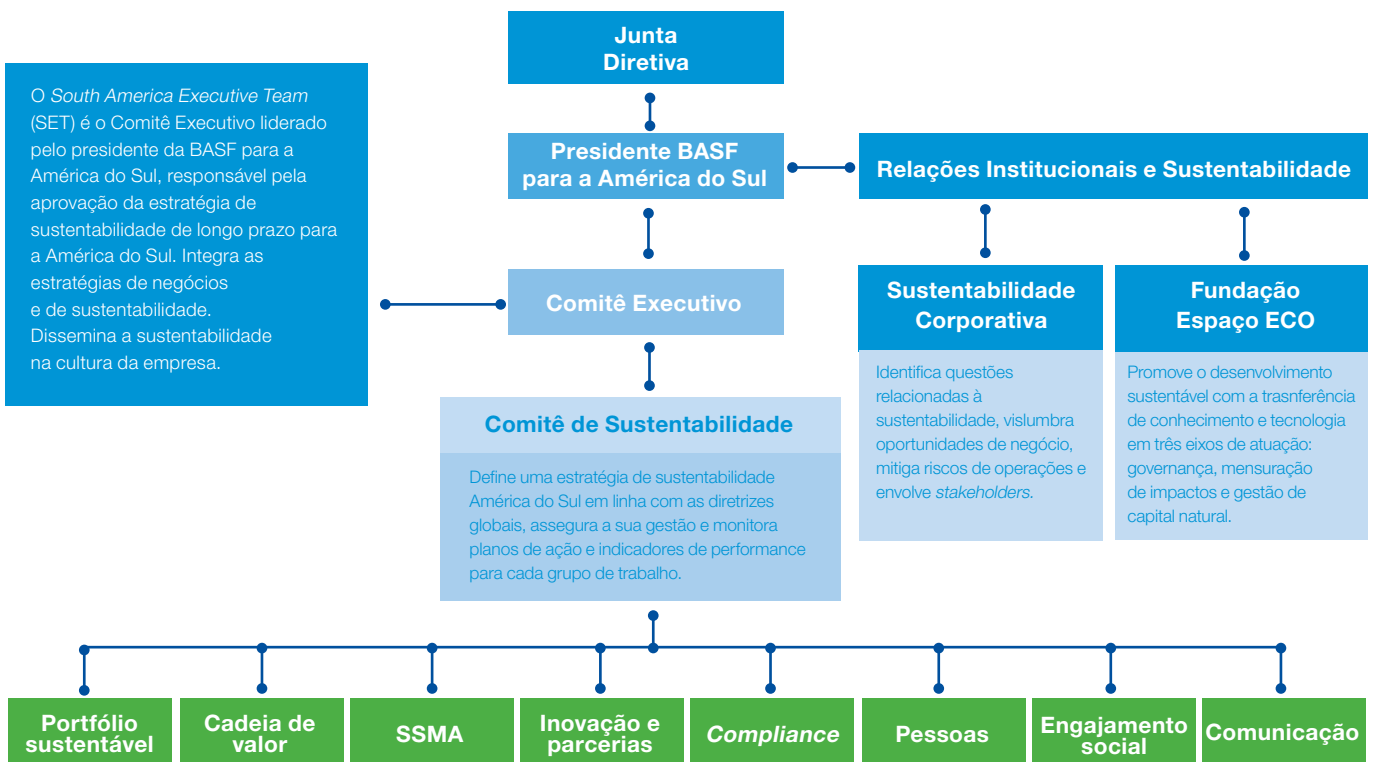 Junta
Diretiva
O South America Executive Team
(SET) é o Comitê Executivo liderado
pelo presidente da BASF para a
América do Sul, responsável pela
aprovação da estratégia de
sustentabilidade de longo prazo para
a América do Sul. Integra as
estratégias de negócios
e de sustentabilidade.
Dissemina a sustentabilidade
na cultura da empresa.
Presidente BASF
para a América do Sul
Relações Institucionais e Sustentabilidade
Comitê Executivo
Sustentabilidade
Corporativa
Identifica questões
relacionadas à
sustentabilidade, vislumbra
oportunidades de negócio,
mitiga riscos de operações e
envolve stakeholders.
Fundação
Espaço ECO
Promove o desenvolvimento
sustentável com a trasnferência
de conhecimento e tecnologia
em três eixos de atuação:
governança, mensuração
de impactos e gestão de
capital natural.
Comitê de Sustentabilidade
Define uma estratégia de sustentabilidade
América do Sul em linha com as diretrizes
globais, assegura a sua gestão e monitora
planos de ação e indicadores de performance
para cada grupo de trabalho.
Portfólio
sustentável
Cadeia de
valor
SSMA
Inovação e
parcerias
Compliance
Pessoas
Engajamento
social
Comunicação